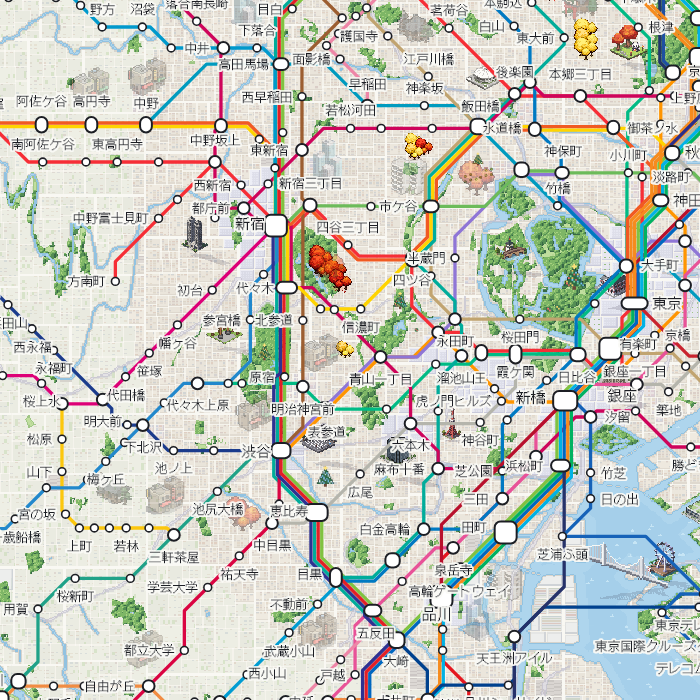 落合南長崎
目白
茗荷谷
根津
野方
沼袋
下落合
護国寺
白山
東大前
中井
高田馬場
面影橋
江戸川橋
後楽園
本郷三丁目
早稲田
神楽坂
阿佐ケ谷
高円寺
中野
西早稲田
若松河田
飯田橋
水道橋
御茶ノ水
南阿佐ケ谷
東高円寺
中野坂上
東新宿
神保町
小川町
淡路町
西新宿
新宿三丁目
竹橋
都庁前
市ケ谷
神田
中野富士見町
新宿
四谷三丁目
半蔵門
大手町
方南町
初台
代々木
四ツ谷
東京
参宮橋
北参道
信濃町
永田町
桜田門
有楽町
京橋
西永福
幡ケ谷
永福町
笹塚
原宿
青山一丁目
溜池山王
霞ケ関
日比谷
銀座一丁目
桜上水
代田橋
代々木上原
明治神宮前
虎ノ門ヒルズ
新橋
銀座
築地
汐留
明大前
下北沢
渋谷
表参道
六本木
神谷町
松原
麻布十番
芝公園
浜松町
山下
梅ケ丘
池ノ上
広尾
竹芝
宮の坂
池尻大橋
恵比寿
三田
日の出
上町
若林
三軒茶屋
中目黒
白金高輪
田町
芝浦ふ頭
祐天寺
目黒
泉岳寺
桜新町
学芸大学
高輪ゲートウェイ
用賀
不動前
品川
五反田
都立大学
武蔵小山
大崎
天王洲アイル
東京国際クルーズ
自由が丘
西小山
戸越